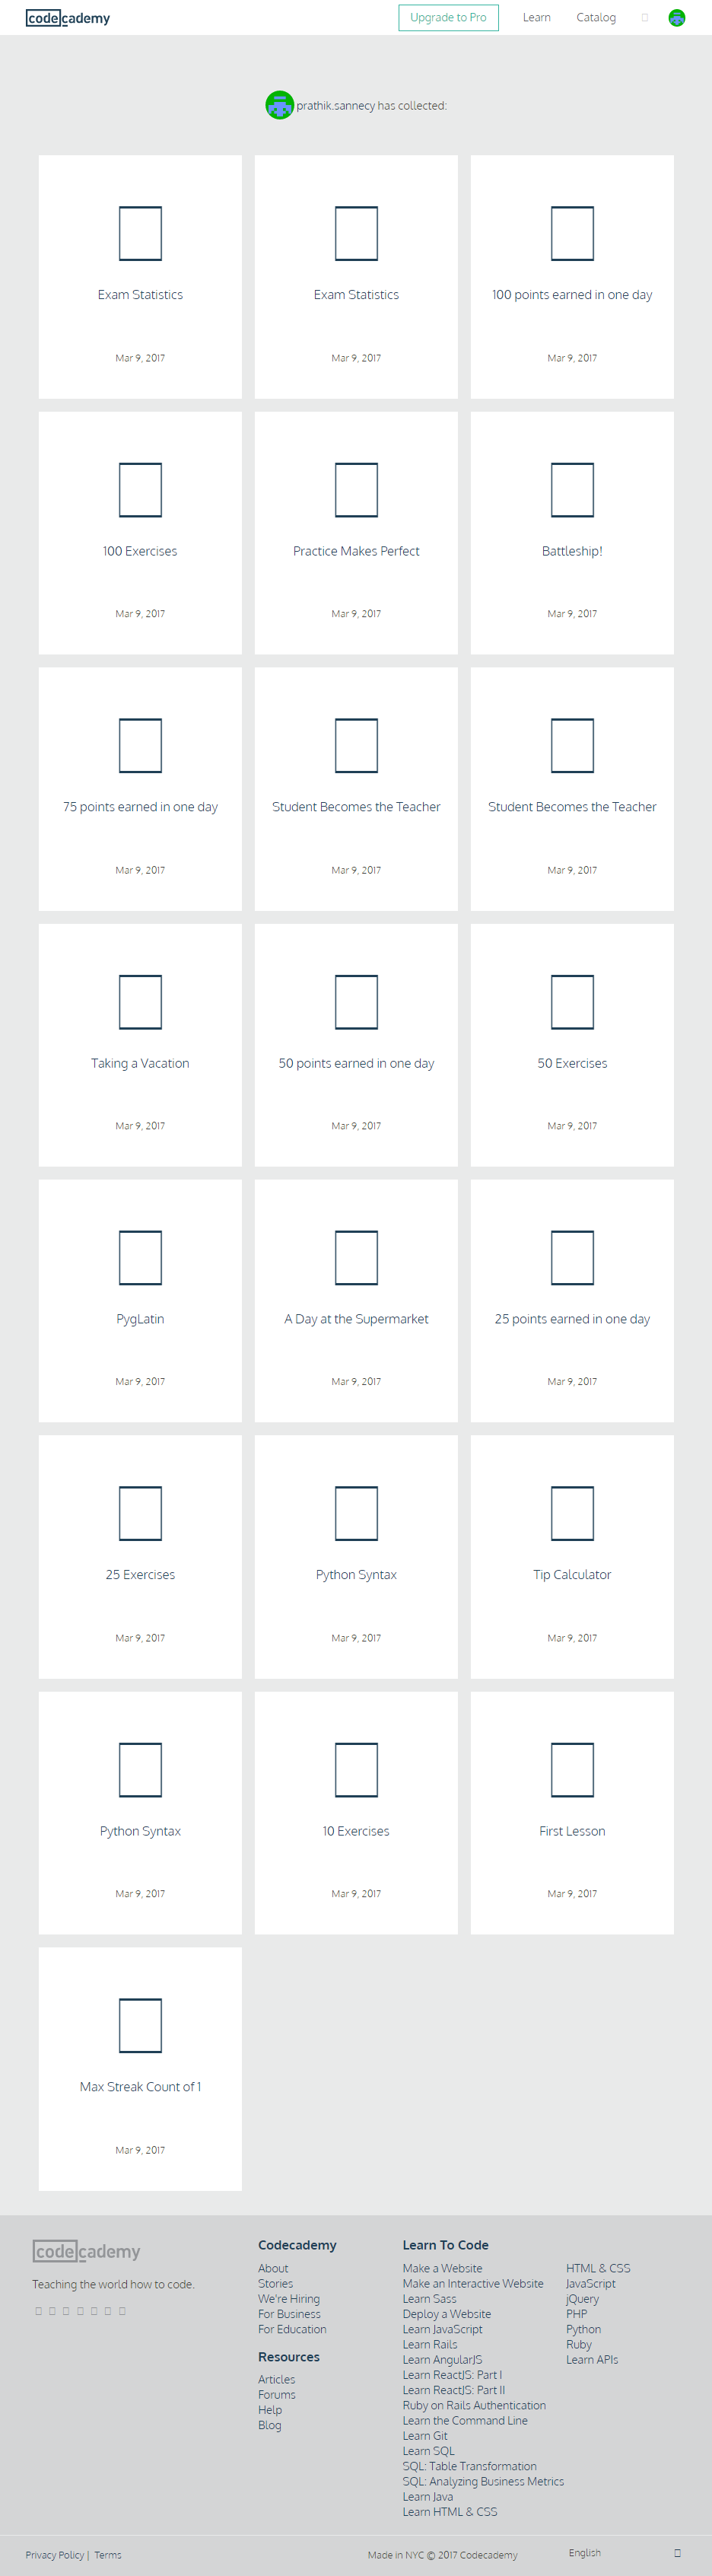 codecademy
Upgrade to Pro Learn Catalog
prathik.sannecy has collected:
Exam Statistics
Mar 9, 2017
Exam Statistics
Mar 9, 2017
100 points earned in one day
Mar 9, 2017
100 Exercises
Mar 9, 2017
Practice Makes Perfect
Mar 9, 2017
Battleship!
Mar 9, 2017
75 points earned in one day
Mar 9, 2017
Student Becomes the Teacher
Mar 9, 2017
Student Becomes the Teacher
Mar 9, 2017
Taking a Vacation
Mar 9, 2017
50 points earned in one day
Mar 9, 2017
50 Exercises
Mar 9, 2017
PygLatin
Mar 9, 2017
A Day at the Supermarket
Mar 9, 2017
25 points earned in one day
Mar 9, 2017
25 Exercises
Mar 9, 2017
Python Syntax
Mar 9, 2017
Tip Calculator
Mar 9, 2017
Python Syntax
Mar 9, 2017
10 Exercises
Mar 9, 2017
First Lesson
Mar 9, 2017
Max Streak Count of 1
Mar 9, 2017
codecademy
Teaching the world how to code.
Codecademy
About
Stories
We're Hiring
For Business
For Education
Resources
Articles
Forums
Help
Blog
Learn To Code
Make a Website
Make an Interactive Website
Learn Sass
Deploy a Website
Learn JavaScript
Learn Rails
Learn AngularJS
Learn ReactJS: Part I
Learn ReactJS: Part II
Ruby on Rails Authentication
Learn the Command Line
Learn Git
Learn SQL
SQL: Table Transformation
SQL: Analyzing Business Metrics
Learn Java
Learn HTML & CSS
HTML & CSS
JavaScript
jQuery
PHP
Python
Ruby
Learn APIs
Privacy Policy | Terms
Made in NYC © 2017 Codecademy
English